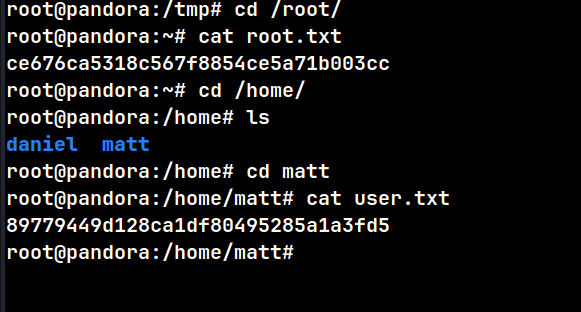 root@pandora:/tmp# cd /root/
root@pandora:~# cat root.txt
ce676ca5318c567f8854ce5a71b003cc
root@pandora:~# cd /home/
root@pandora:/home# ls
daniel  matt
root@pandora:/home# cd matt
root@pandora:/home/matt# cat user.txt
89779449d128ca1df80495285a1a3fd5
root@pandora:/home/matt#